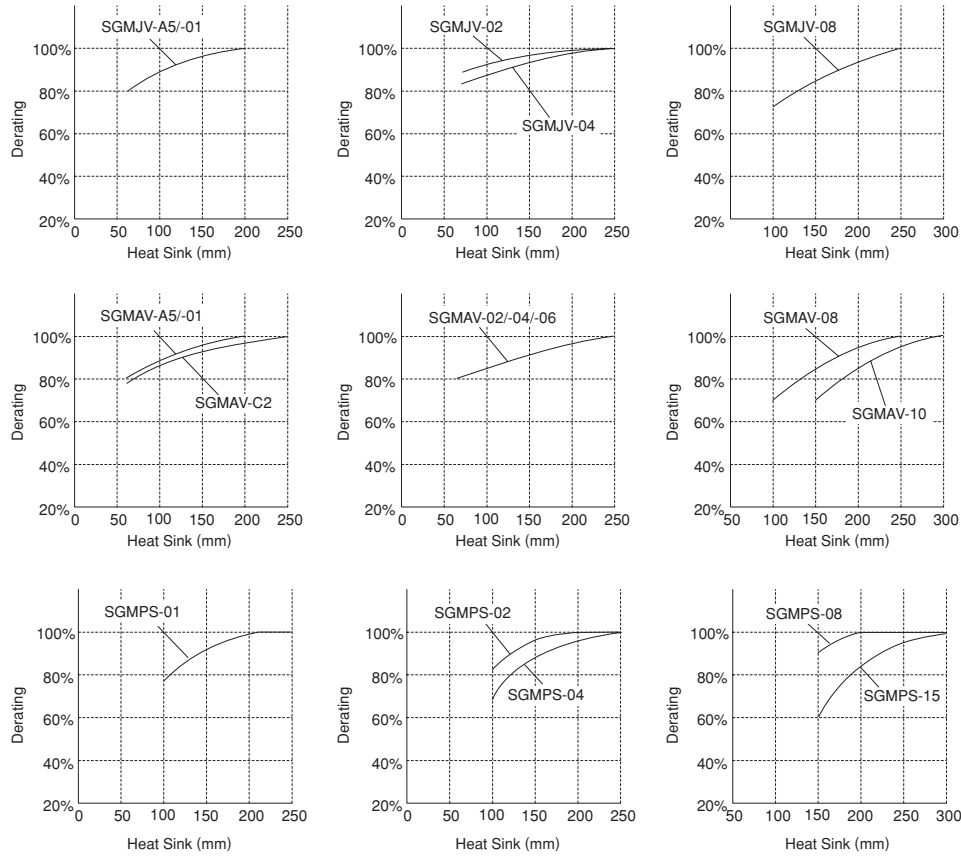 SGMJV-A5/-01
100%
80%
60%
40%
20%
Derating
0 50 100 150 200 250
Heat Sink (mm)
SGMJV-02
SGMJV-04
100%
80%
60%
40%
20%
Derating
0 50 100 150 200 250
Heat Sink (mm)
SGMJV-08
100%
80%
60%
40%
20%
Derating
100 150 200 250 300
Heat Sink (mm)
SGMAV-A5/-01
SGMAV-C2
100%
80%
60%
40%
20%
Derating
0 50 100 150 200 250
Heat Sink (mm)
SGMAV-02/-04/-06
100%
80%
60%
40%
20%
Derating
0 50 100 150 200 250
Heat Sink (mm)
SGMAV-08
SGMAV-10
100%
80%
60%
40%
20%
Derating
50 100 150 200 250 300
Heat Sink (mm)
SGMPS-01
100%
80%
60%
40%
20%
Derating
0 50 100 150 200 250
Heat Sink (mm)
SGMPS-02
SGMPS-04
100%
80%
60%
40%
20%
Derating
0 50 100 150 200 250
Heat Sink (mm)
SGMPS-08
SGMPS-15
100%
80%
60%
40%
20%
Derating
50 100 150 200 250 300
Heat Sink (mm)